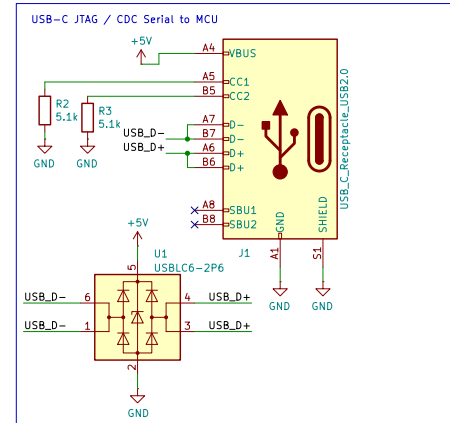 USB-C JTAG / CDC Serial to MCU
+5V
A4
VBUS
A5
CC1
B5
CC2
R2
5.1k
R3
5.1k
GND
GND
A7
D-
USB_D-
B7
D-
USB_D+
A6
D+
B6
D+
USB_C_Receptacle_USB2.0
A8
SBU1
B8
SBU2
GND
SHIELD
J1
A1
S1
GND
GND
+5V
U1
USBLC6-2P6
5
USB_D-
6
4
USB_D+
USB_D-
1
3
USB_D+
2
GND